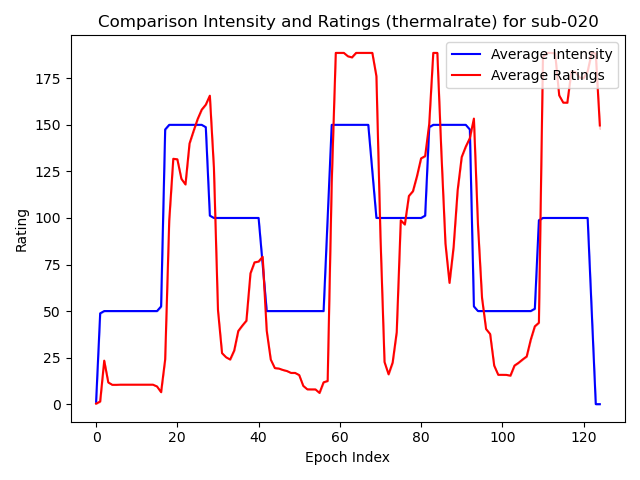 Comparison Intensity and Ratings (thermalrate) for sub-020
Average Intensity
Average Ratings
Rating
175
150
125
100
75
50
25
0
0 20 40 60 80 100 120
Epoch Index